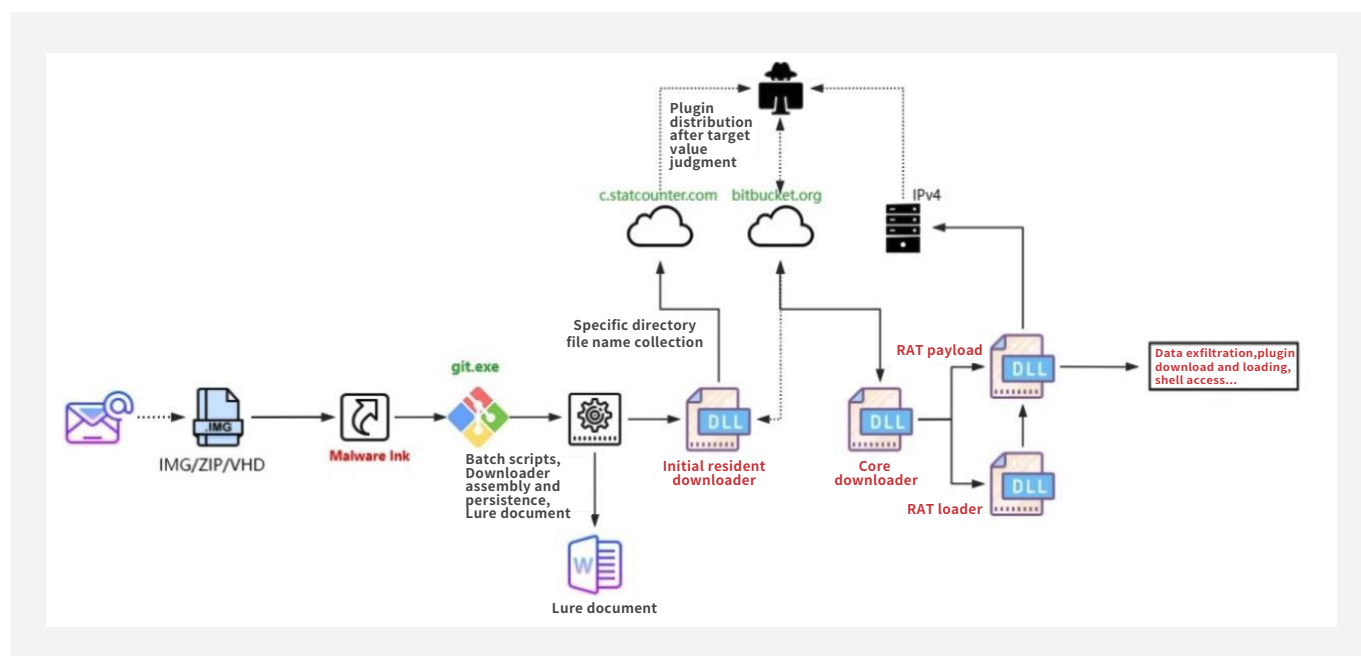 Plugin
distribution
after target
value
judgment
c.statcounter.com
bitbucket.org
IPv4
Specific directory
file name collection
RAT payload
DLL
Data exfiltration,plugin
download and loading,
shell access...
git.exe
.IMG
IMG/ZIP/VHD
Malware lnk
Batch scripts,
Downloader
assembly and
persistence,
Lure document
DLL
Initial resident
downloader
DLL
Core
downloader
DLL
RAT loader
W
Lure document